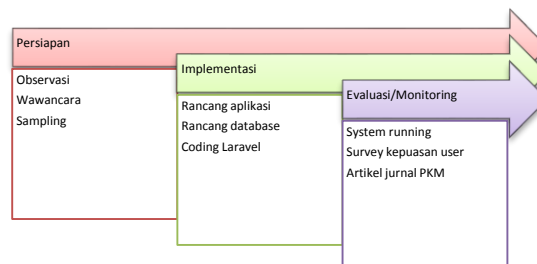 Persiapan
Observasi
Wawancara
Sampling
Implementasi
Rancang aplikasi
Rancang database
Coding Laravel
Evaluasi/Monitoring
System running
Survey kepuasan user
Artikel jurnal PKM